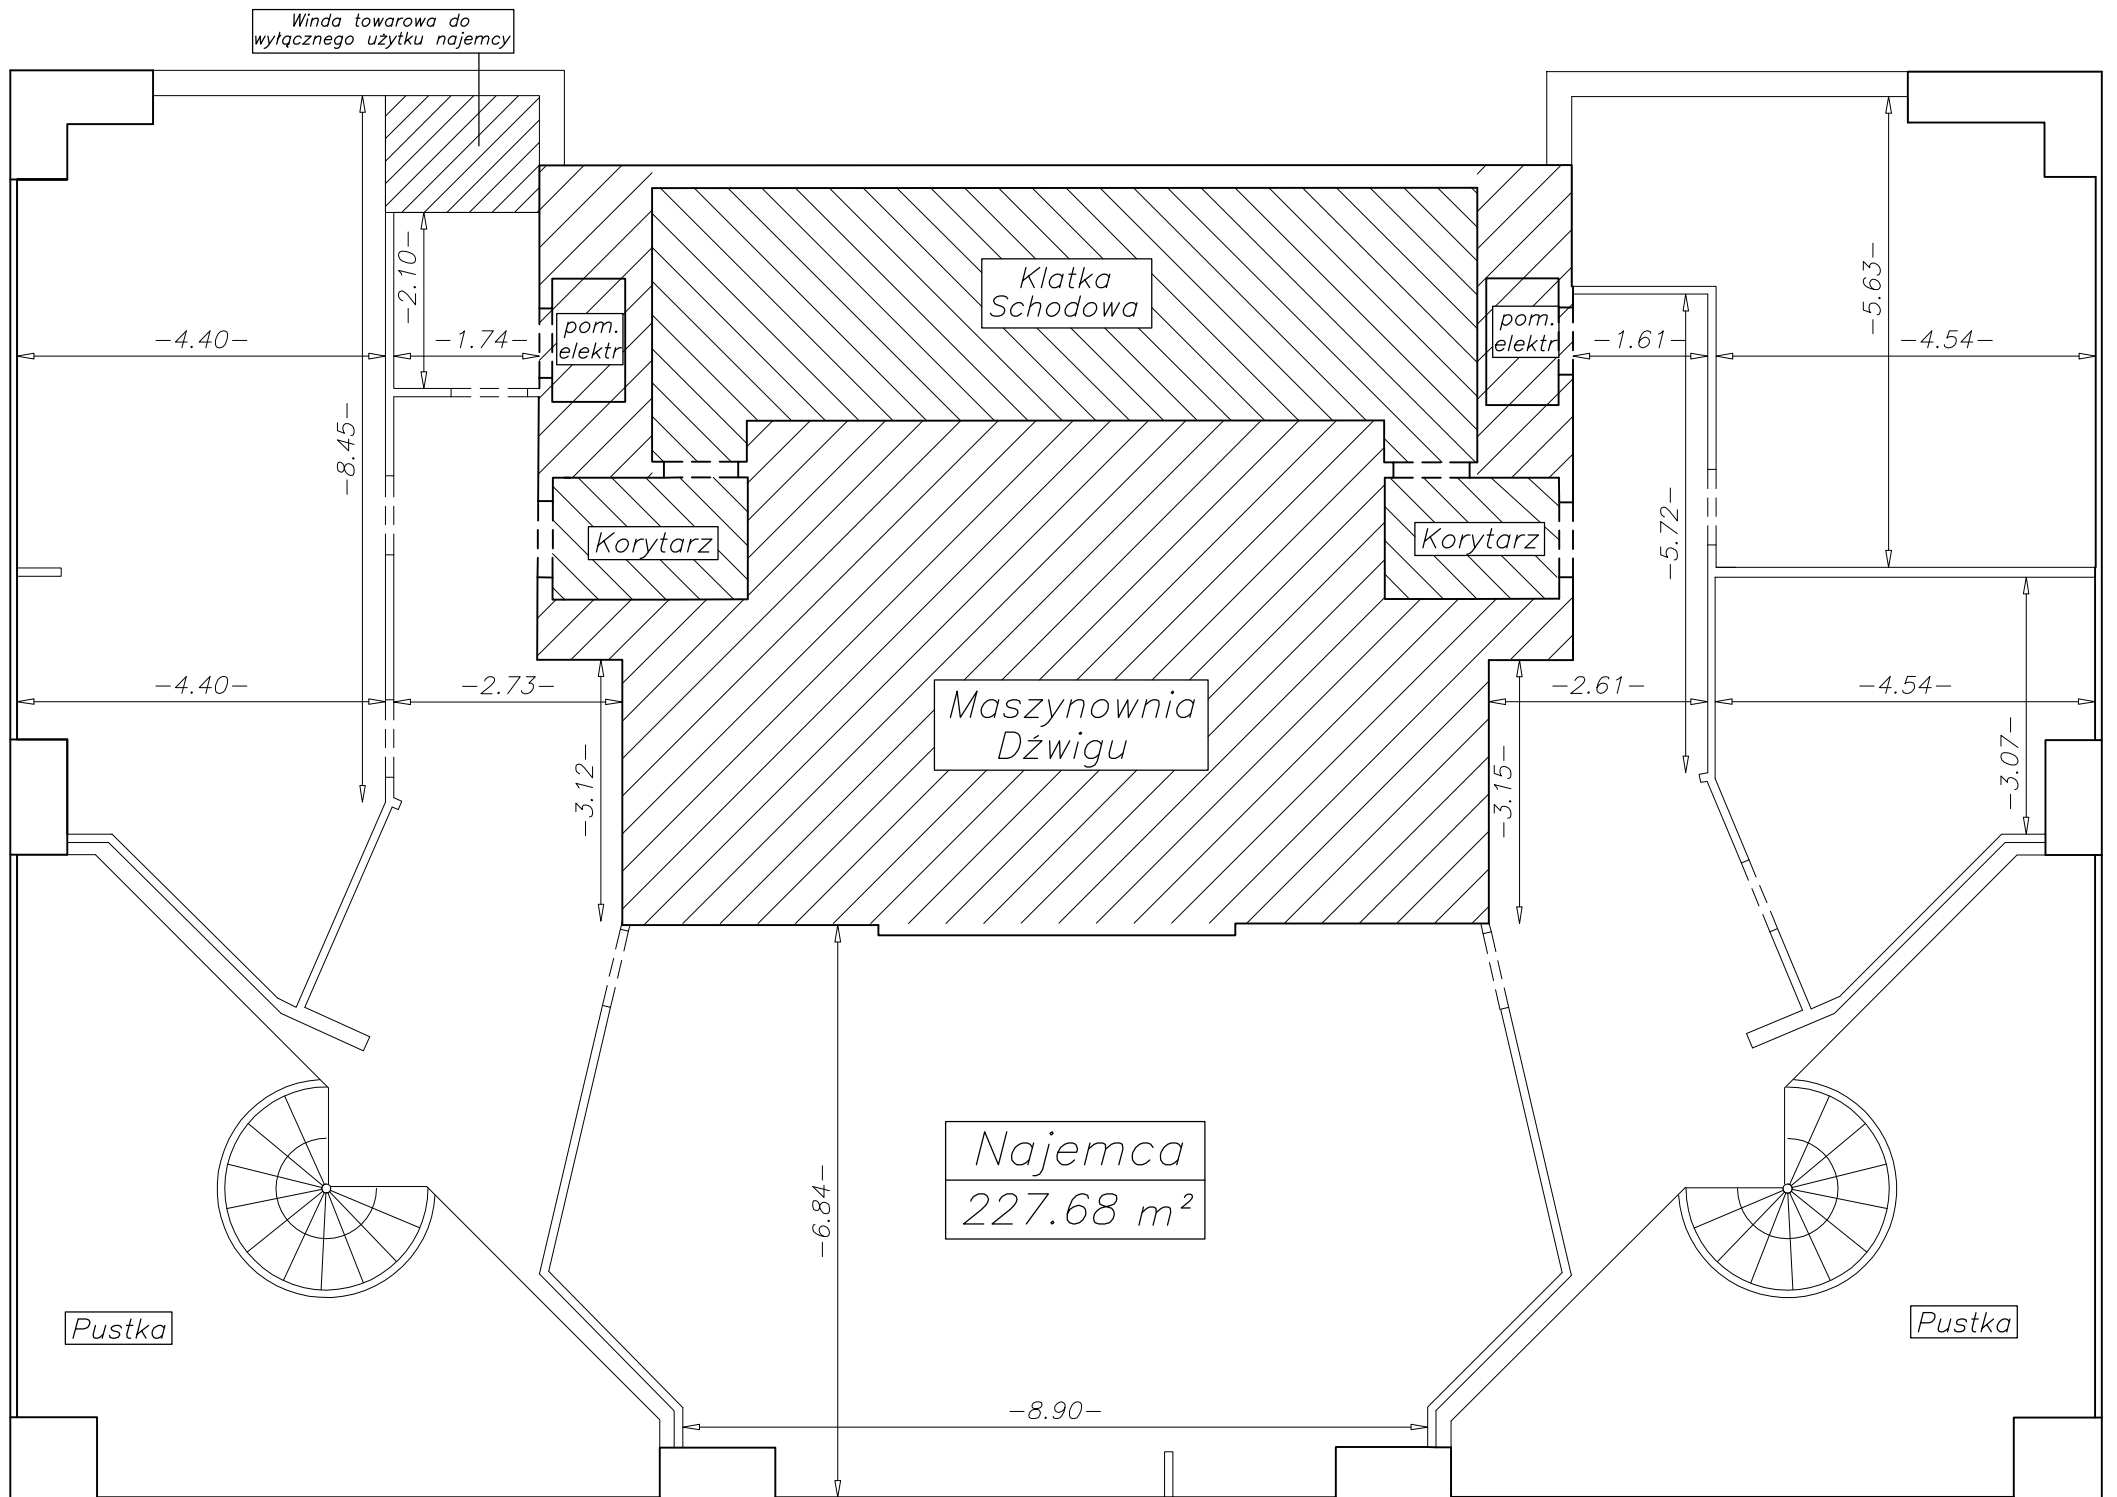 Winda towarowa do
wyłącznego użytku najemcy
-2.10-
-5.63-
Klatka
Schodowa
pom.
elektr
pom.
elektr
-4.40-
-1.74-
-1.61-
-4.54-
-8.45-
-5.72-
Korytarz
Korytarz
-4.40-
-2.73-
-2.61-
-4.54-
Maszynownia
Dźwigu
-3.12-
-3.15-
-3.07-
Najemca
227.68 m²
-6.84-
Pustka
Pustka
-8.90-